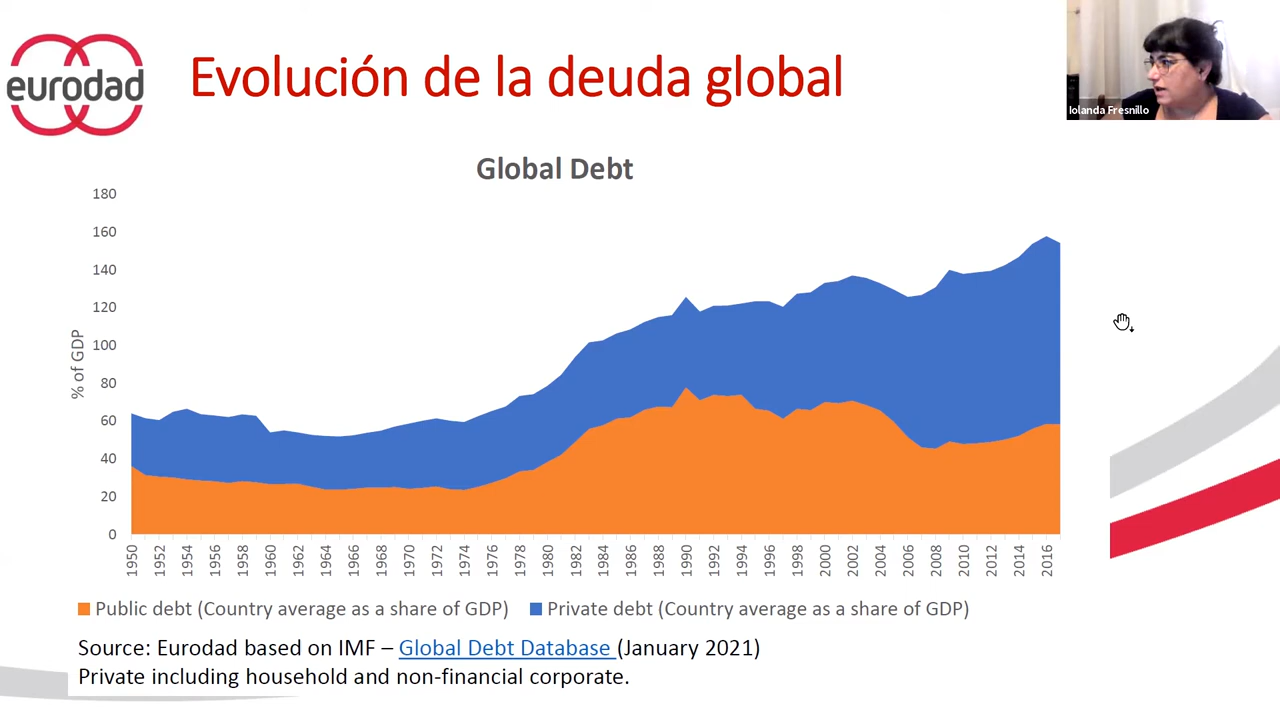 eurodad
Evolución de la deuda global
Iolanda Fresnillo
Global Debt
% of GDP
180
160
140
120
100
80
60
40
20
0
1950 1952 1954 1956 1958 1960 1962 1964 1966 1968 1970 1972 1974 1976 1978 1980 1982 1984 1986 1988 1990 1992 1994 1996 1998 2000 2002 2004 2006 2008 2010 2012 2014 2016
Public debt (Country average as a share of GDP) Private debt (Country average as a share of GDP)
Source: Eurodad based on IMF – Global Debt Database (January 2021)
Private including household and non-financial corporate.